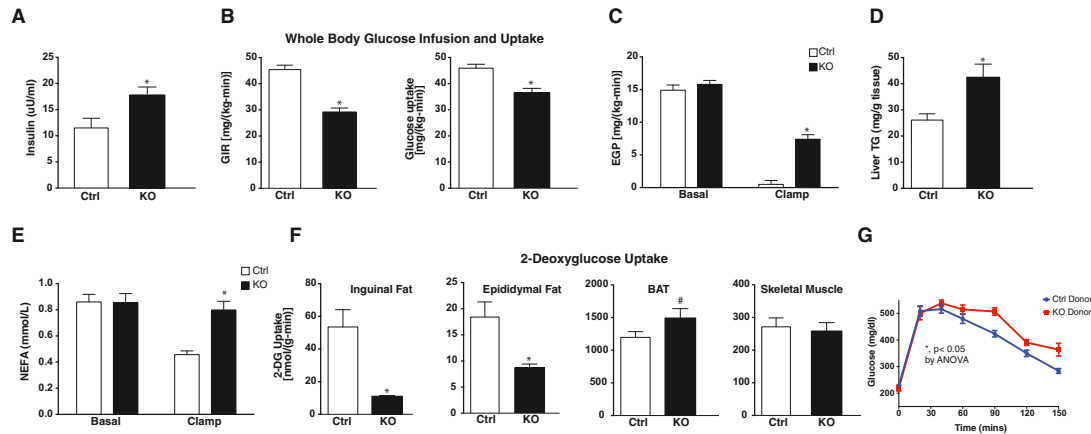 A
Insulin (uU/ml)
25
20
15
10
5
0
*
Ctrl
KO
B
Whole Body Glucose Infusion and Uptake
GIR [mg/(kg-min)]
50
40
30
20
10
0
*
Ctrl
KO
Glucose uptake
[mg/(kg-min)]
50
40
30
20
10
0
*
Ctrl
KO
C
EGP [mg/(kg-min)]
20
15
10
5
0
Ctrl
KO
*
Basal
Clamp
D
Liver TG (mg/g tissue)
50
40
30
20
10
0
*
Ctrl
KO
E
NEFA (mmol/L)
1.0
0.8
0.6
0.4
0.2
0.0
Ctrl
KO
*
Basal
Clamp
F
2-Deoxyglucose Uptake
2-DG Uptake
[nmol/(g-min)]
Inguinal Fat
80
60
40
20
0
*
Ctrl
KO
Epididymal Fat
25
20
15
10
5
0
*
Ctrl
KO
BAT
2000
1500
1000
500
0
#
Ctrl
KO
Skeletal Muscle
400
300
200
100
0
Ctrl
KO
G
Glucose (mg/dl)
600
500
400
300
200
Ctrl Donor
KO Donor
*, p< 0.05
by ANOVA
0
30
60
90
120
150
Time (mins)